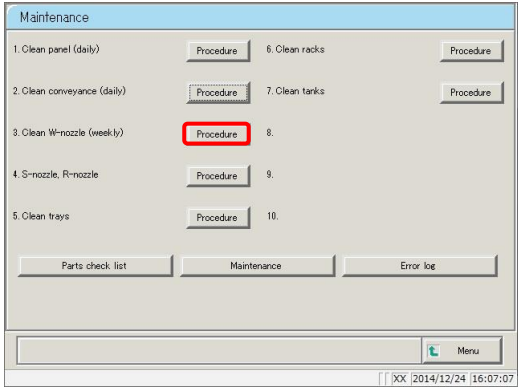 Maintenance
1. Clean panel (daily) Procedure 6. Clean racks Procedure
2. Clean conveyance (daily) Procedure 7. Clean tanks Procedure
3. Clean W-nozzle (weekly) Procedure 8.
4. S-nozzle, R-nozzle Procedure 9.
5. Clean trays Procedure 10.
Parts check list Maintenance Error log
Menu
XX 2014/12/24 16:07:07